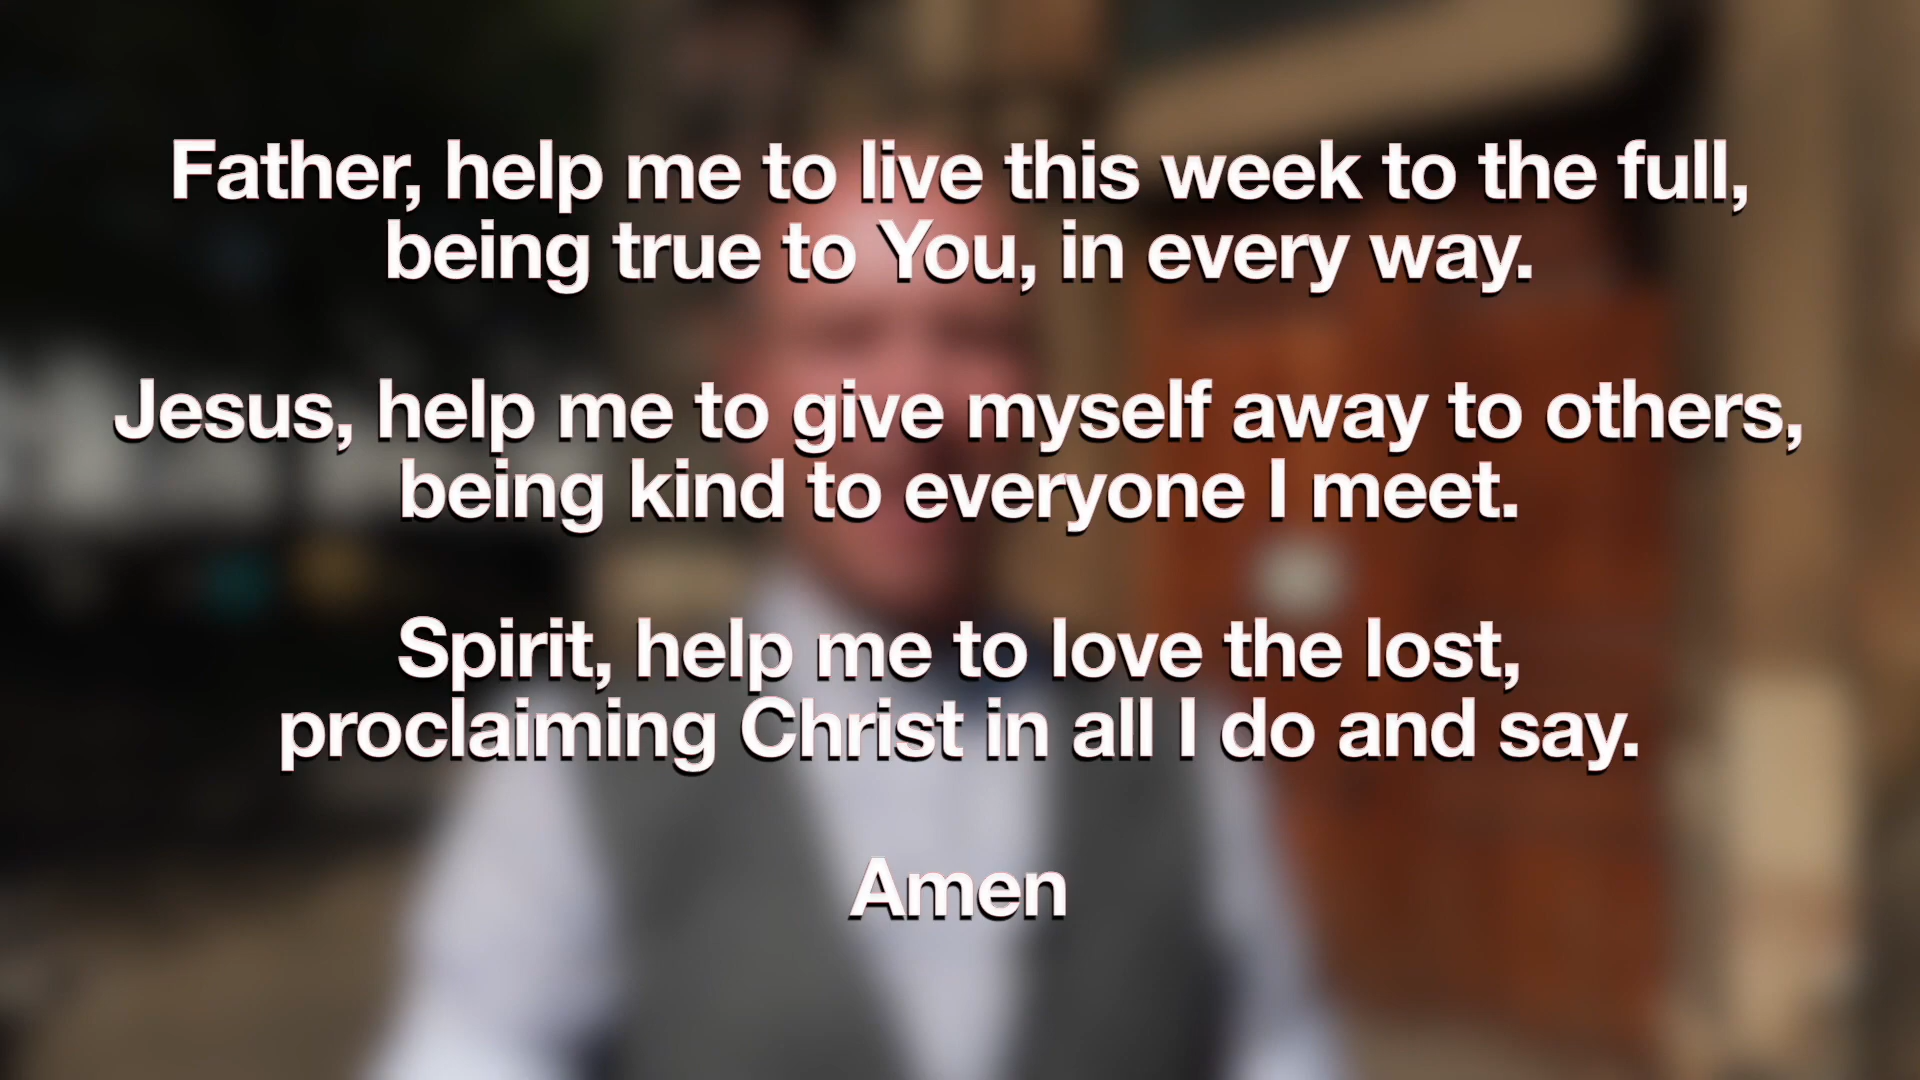 Father, help me to live this week to the full,
being true to You, in every way.
Jesus, help me to give myself away to others,
being kind to everyone I meet.
Spirit, help me to love the lost,
proclaiming Christ in all I do and say.
Amen